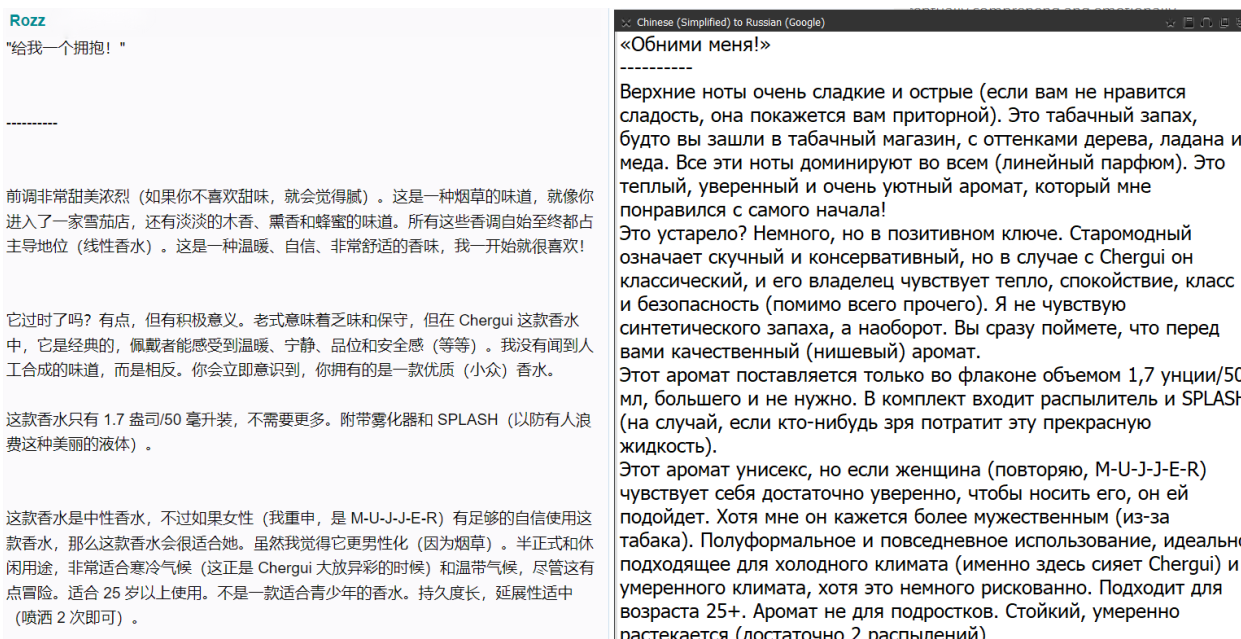 Rozz
"给我一个拥抱！"
----------
前调非常甜美浓烈（如果你不喜欢甜味，就会觉得腻）。这是一种烟草的味道，就像你
进入了一家雪茄店，还有淡淡的木香、熏香和蜂蜜的味道。所有这些香调自始至终都占
主导地位（线性香水）。这是一种温暖、自信、非常舒适的香味，我一开始就很喜欢！
它过时了吗？有点，但有积极意义。老式意味着乏味和保守，但在 Chergui 这款香水
中，它是经典的，佩戴者能感受到温暖、宁静、品位和安全感（等等）。我没有闻到人
工合成的味道，而是相反。你会立即意识到，你拥有的是一款优质（小众）香水。
这款香水只有 1.7 盎司/50 毫升装，不需要更多。附带雾化器和 SPLASH（以防有人浪
费这种美丽的液体）。
这款香水是中性香水，不过如果女性（我重申，是 M-U-J-J-E-R）有足够的自信使用这
款香水，那么这款香水会很适合她。虽然我觉得它更男性化（因为烟草）。半正式和休
闲用途，非常适合寒冷气候（这正是 Chergui 大放异彩的时候）和温带气候，尽管这有
点冒险。适合 25 岁以上使用。不是一款适合青少年的香水。持久度长，延展性适中
（喷洒 2 次即可）。
Chinese (Simplified) to Russian (Google)
«Обними меня!»
----------
Верхние ноты очень сладкие и острые (если вам не нравится
сладость, она покажется вам приторной). Это табачный запах,
будто вы зашли в табачный магазин, с оттенками дерева, ладана и
меда. Все эти ноты доминируют во всем (линейный парфюм). Это
теплый, уверенный и очень уютный аромат, который мне
понравился с самого начала!
Это устарело? Немного, но в позитивном ключе. Старомодный
означает скучный и консервативный, но в случае с Chergui он
классический, и его владелец чувствует тепло, спокойствие, класс
и безопасность (помимо всего прочего). Я не чувствую
синтетического запаха, а наоборот. Вы сразу поймете, что перед
вами качественный (нишевый) аромат.
Этот аромат поставляется только во флаконе объемом 1,7 унции/50
мл, большего и не нужно. В комплект входит распылитель и SPLASH
(на случай, если кто-нибудь зря потратит эту прекрасную
жидкость).
Этот аромат унисекс, но если женщина (повторяю, M-U-J-J-E-R)
чувствует себя достаточно уверенно, чтобы носить его, он ей
подойдет. Хотя мне он кажется более мужественным (из-за
табака). Полуформальное и повседневное использование, идеально
подходящее для холодного климата (именно здесь сияет Chergui) и
умеренного климата, хотя это немного рискованно. Подходит для
возраста 25+. Аромат не для подростков. Стойкий, умеренно
растекается (достаточно 2 распылений)